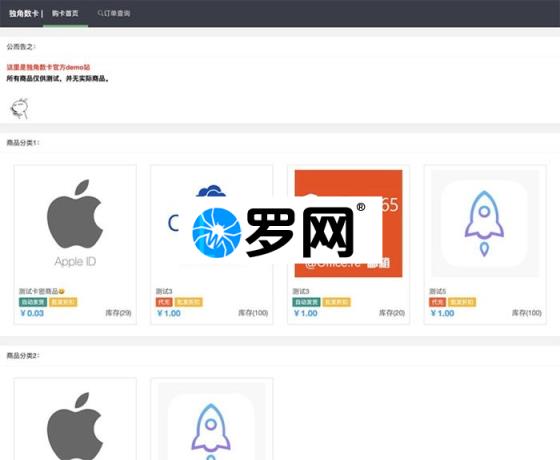 独角数卡 | 购卡首页 订单查询
公而告之：
这里是独角数卡官方demo站
所有商品仅供测试，并无实际商品。
商品分类1：
Apple ID
65
罗网®
测试卡密商品😂
自动发货 批发折扣
¥ 0.03 库存(29)
测试3
代充 批发折扣
¥ 1.00 库存(100)
测试3
自动发货 批发折扣
¥ 1.00 库存(20)
测试5
代充 批发折扣
¥ 1.00 库存(100)
商品分类2：